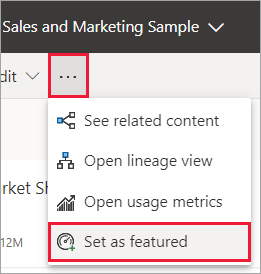 Sales and Marketing Sample
dit ...
See related content
Open lineage view
rket Sh
Open usage metrics
12M
Set as featured